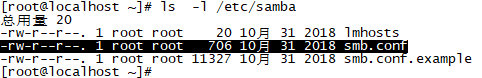 [root@localhost ~]# ls  -l /etc/samba
总用量 20
-rw-r--r--. 1 root root    20 10月 31 2018 lmhosts
-rw-r--r--. 1 root root   706 10月 31 2018 smb.conf
-rw-r--r--. 1 root root 11327 10月 31 2018 smb.conf.example
[root@localhost ~]#